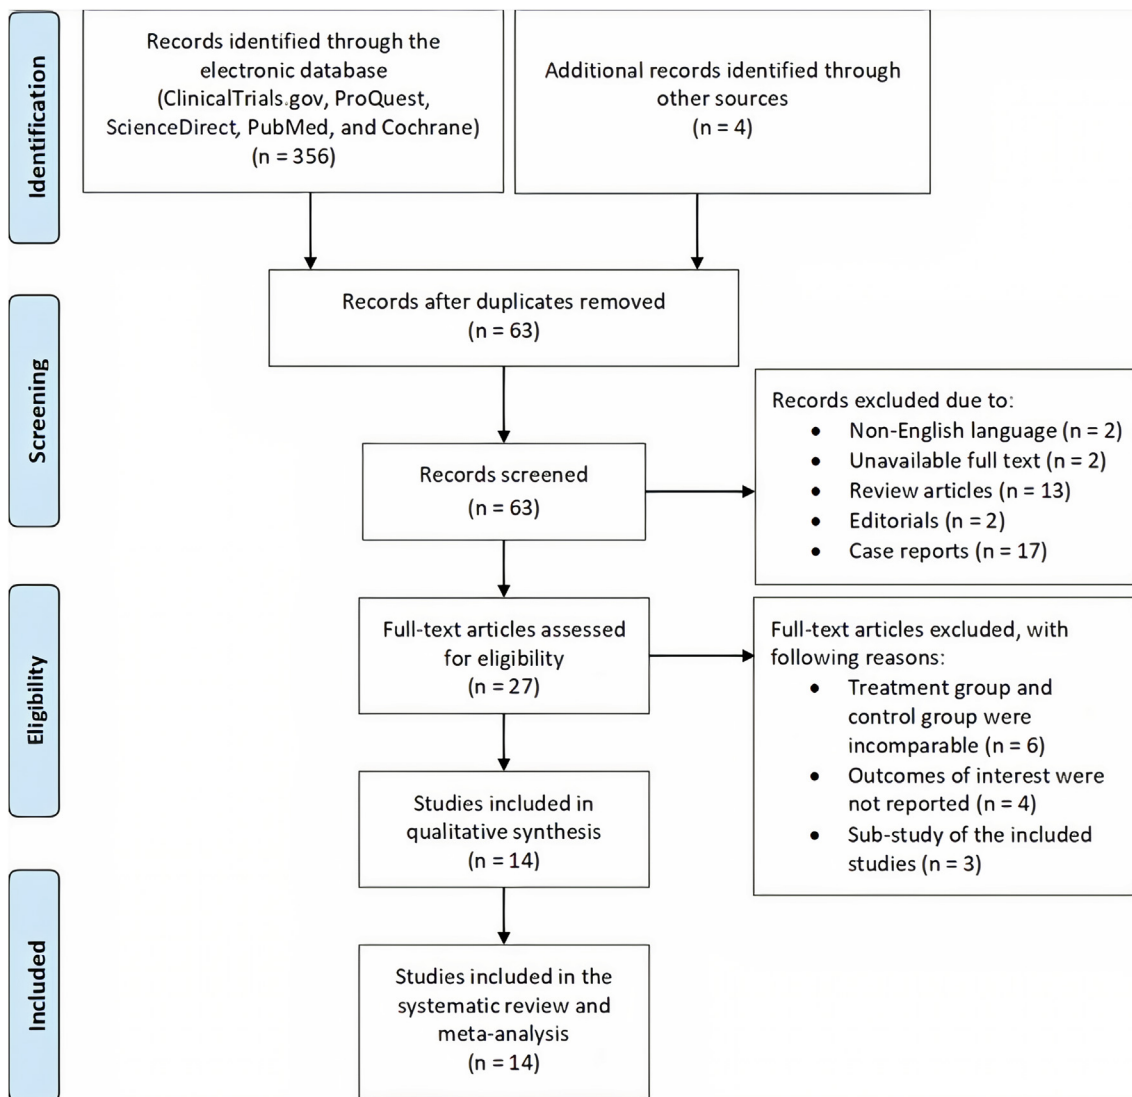 Identification
Records identified through the
electronic database
(ClinicalTrials.gov, ProQuest,
ScienceDirect, PubMed, and Cochrane)
(n = 356)
Additional records identified through
other sources
(n = 4)
Screening
Records after duplicates removed
(n = 63)
Records screened
(n = 63)
Records excluded due to:
• Non-English language (n = 2)
• Unavailable full text (n = 2)
• Review articles (n = 13)
• Editorials (n = 2)
• Case reports (n = 17)
Eligibility
Full-text articles assessed
for eligibility
(n = 27)
Full-text articles excluded, with
following reasons:
• Treatment group and
control group were
incomparable (n = 6)
• Outcomes of interest were
not reported (n = 4)
• Sub-study of the included
studies (n = 3)
Studies included in
qualitative synthesis
(n = 14)
Included
Studies included in the
systematic review and
meta-analysis
(n = 14)